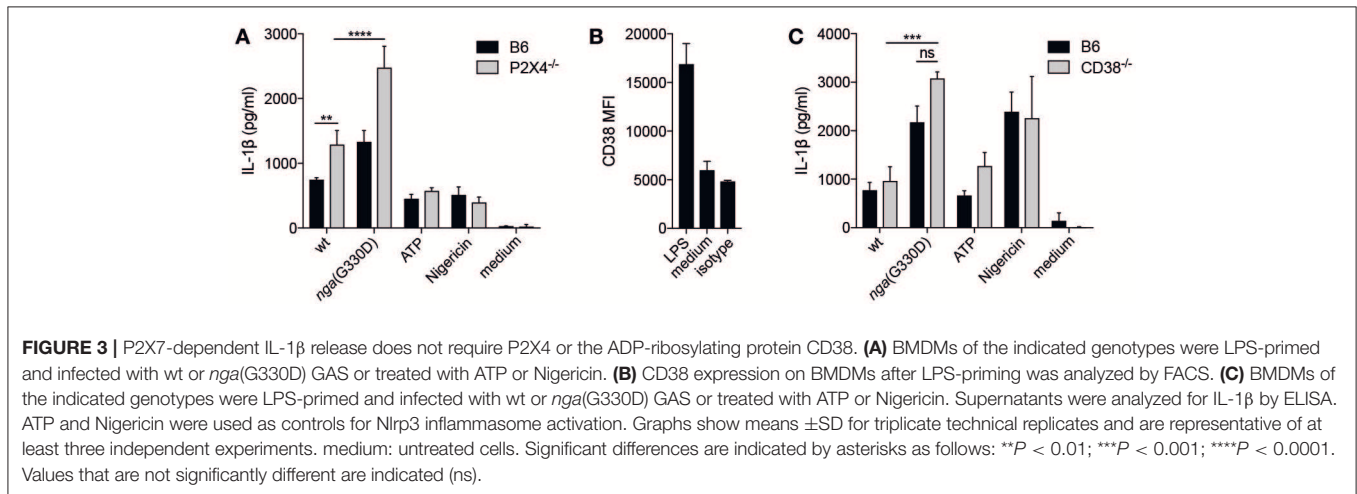 A
B
C
3000
2000
1000
0
IL-1β (pg/ml)
**
****
B6
P2X4-/-
wt
nga(G330D)
ATP
Nigericin
medium
20000
15000
10000
5000
0
CD38 MFI
LPS
medium
isotype
4000
3000
2000
1000
0
IL-1β (pg/ml)
***
ns
B6
CD38-/-
wt
nga(G330D)
ATP
Nigericin
medium
FIGURE 3 | P2X7-dependent IL-1β release does not require P2X4 or the ADP-ribosylating protein CD38. (A) BMDMs of the indicated genotypes were LPS-primed
and infected with wt or nga(G330D) GAS or treated with ATP or Nigericin. (B) CD38 expression on BMDMs after LPS-priming was analyzed by FACS. (C) BMDMs of
the indicated genotypes were LPS-primed and infected with wt or nga(G330D) GAS or treated with ATP or Nigericin. Supernatants were analyzed for IL-1β by ELISA.
ATP and Nigericin were used as controls for Nlrp3 inflammasome activation. Graphs show means ±SD for triplicate technical replicates and are representative of at
least three independent experiments. medium: untreated cells. Significant differences are indicated by asterisks as follows: **P < 0.01; ***P < 0.001; ****P < 0.0001.
Values that are not significantly different are indicated (ns).